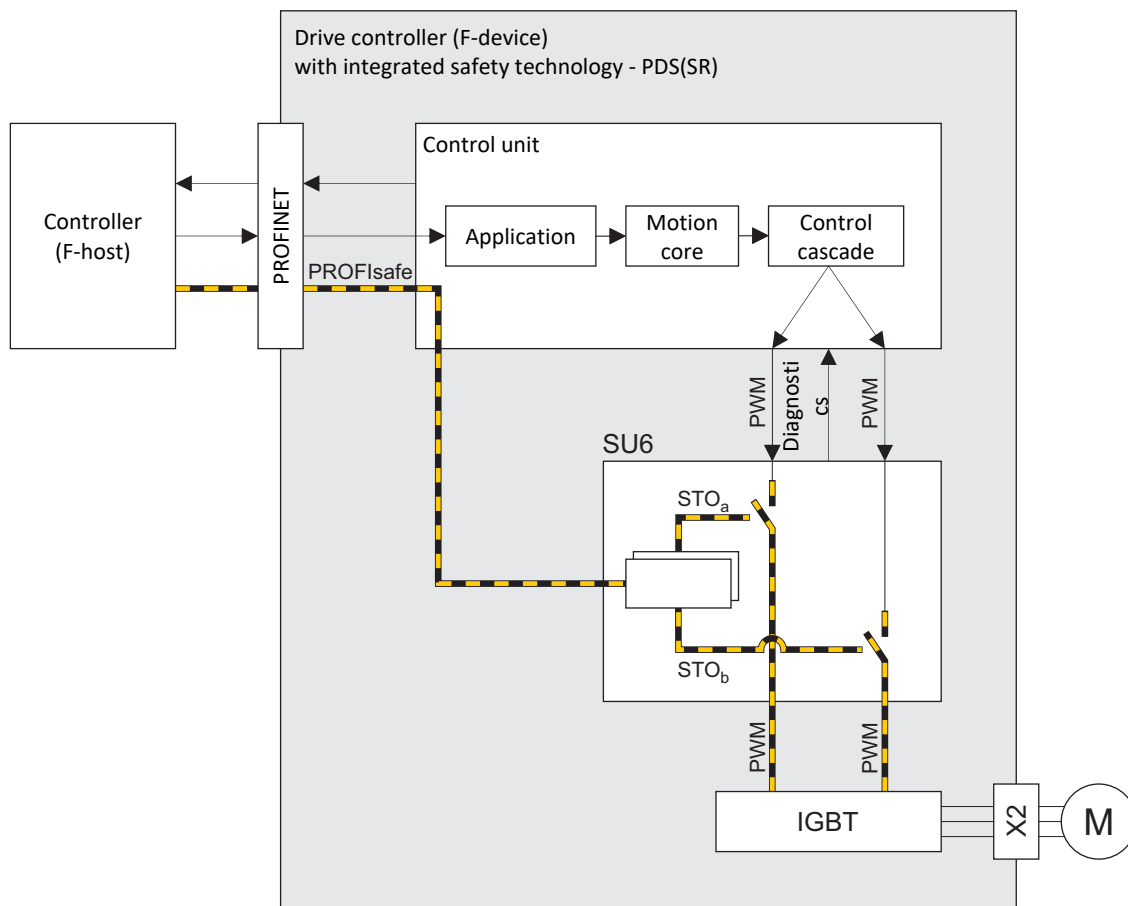 Drive controller (F-device)
with integrated safety technology - PDS(SR)
Control unit
Controller
(F-host)
PROFINET
Application
Motion
core
Control
cascade
PROFIsafe
PWM
Diagnosti
cs
PWM
SU6
STOa
STOb
PWM
PWM
IGBT
X2
M